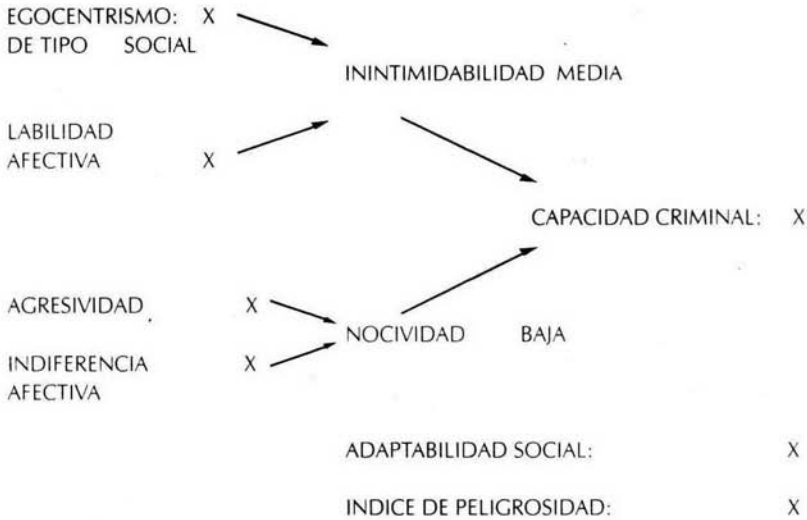 EGOCENTRISMO: X
DE TIPO SOCIAL
ININTIMIDABILIDAD MEDIA
LABILIDAD
AFECTIVA X
CAPACIDAD CRIMINAL: X
AGRESIVIDAD X
NOCIVIDAD BAJA
INDIFERENCIA X
AFECTIVA
ADAPTABILIDAD SOCIAL: X
INDICE DE PELIGROSIDAD: X